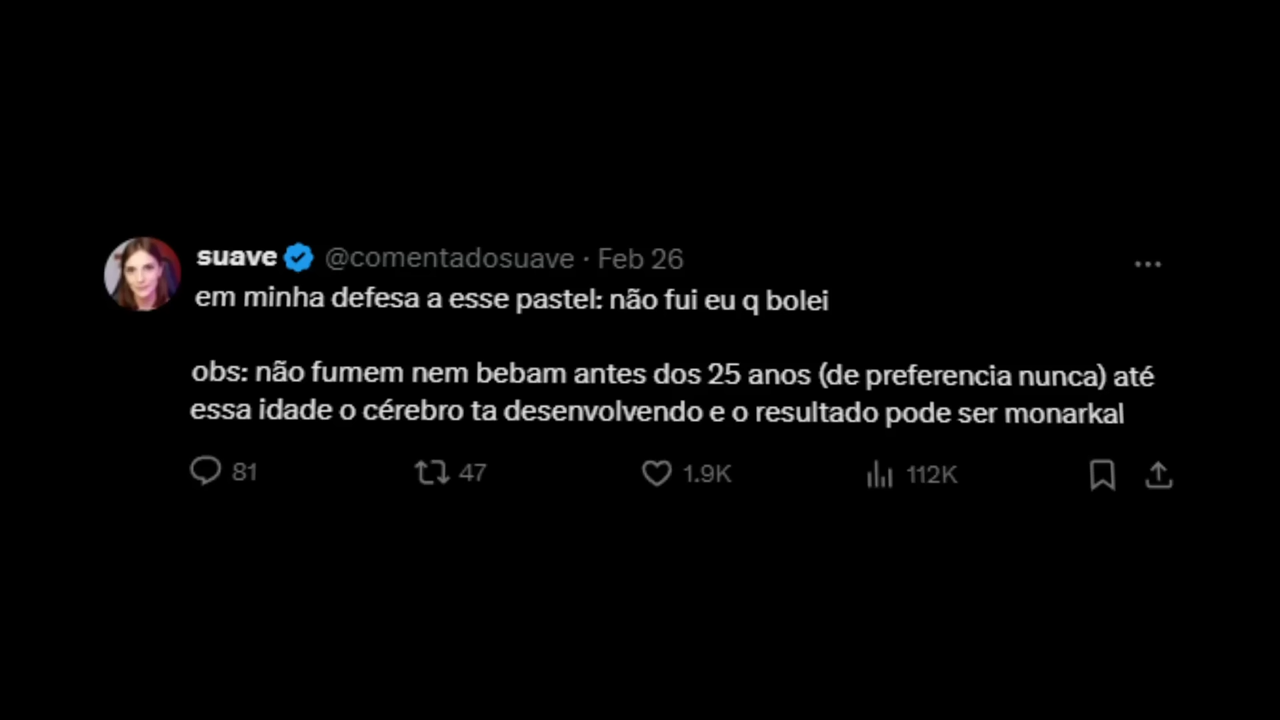 suave @comentadosuave · Feb 26
em minha defesa a esse pastel: não fui eu q bolei
obs: não fumem nem bebam antes dos 25 anos (de preferencia nunca) até
essa idade o cérebro ta desenvolvendo e o resultado pode ser monarkal
81 47 1.9K 112K